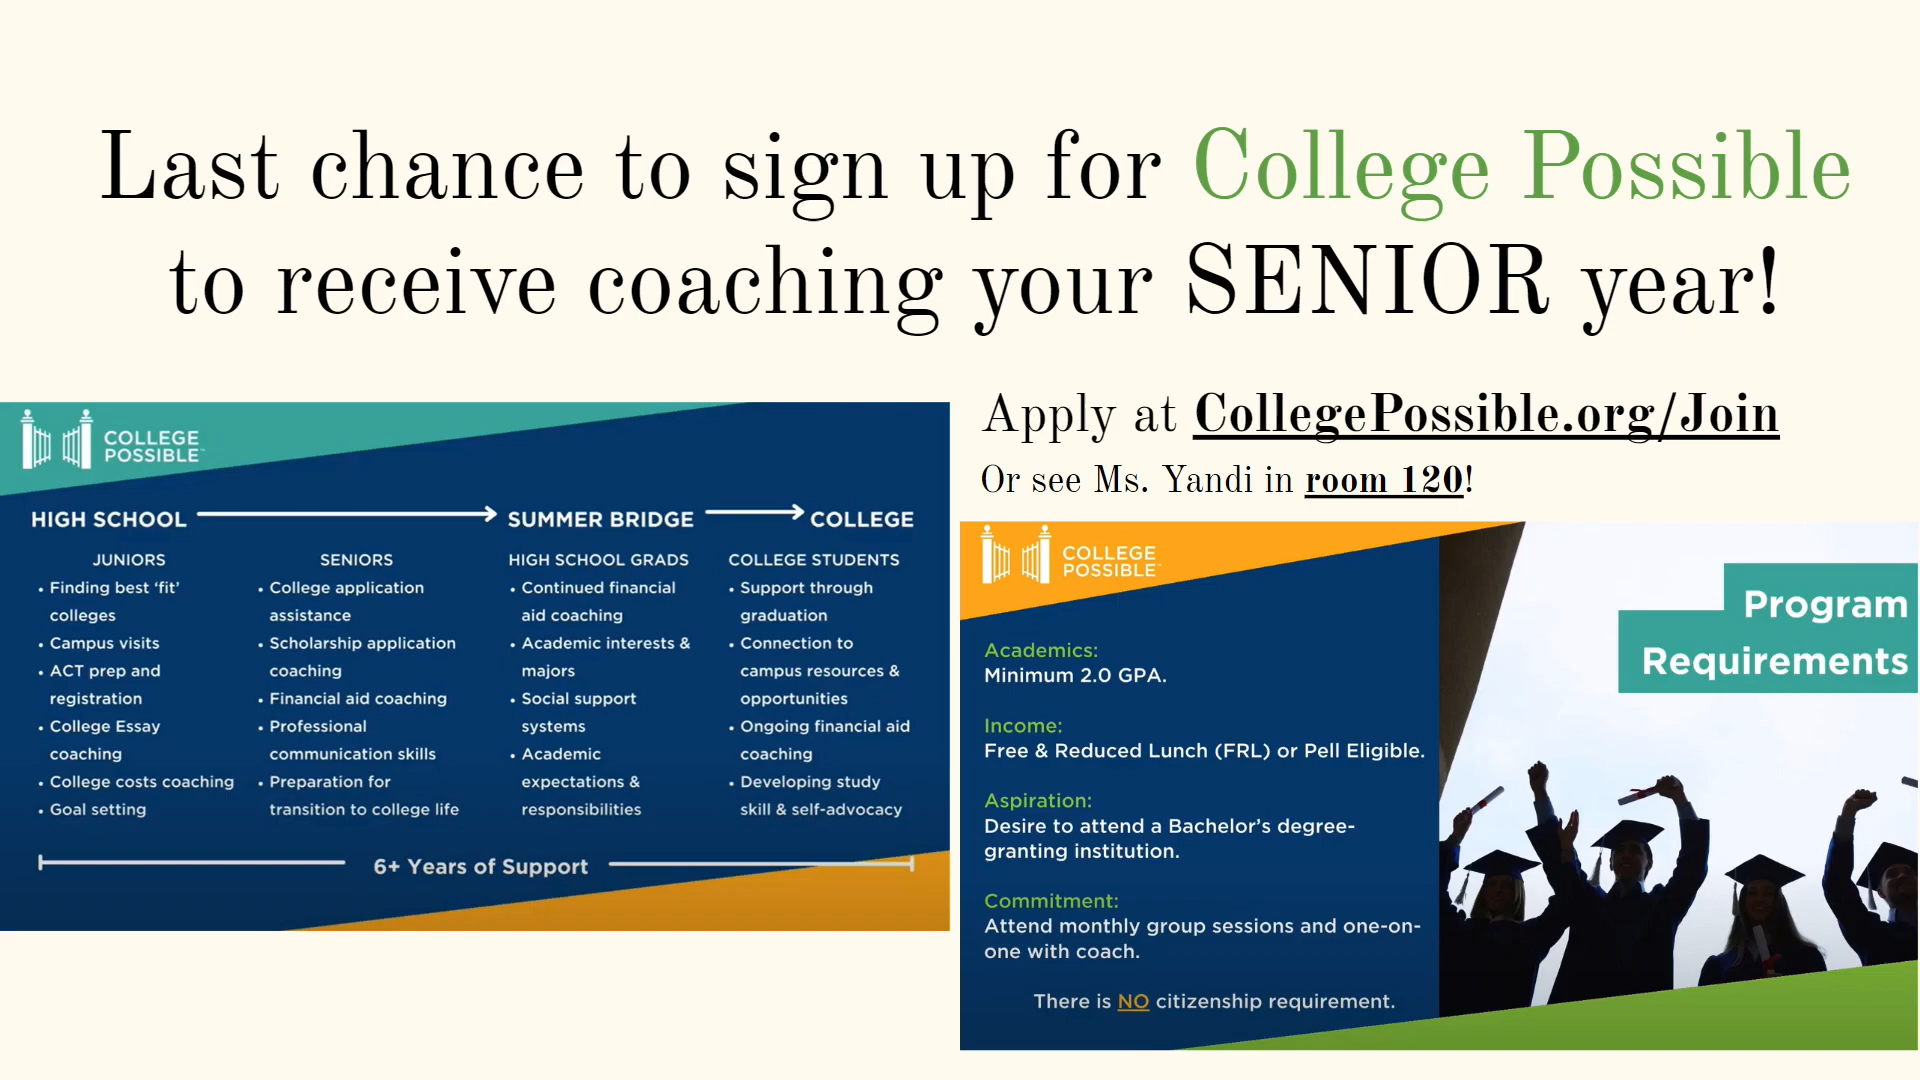 Last chance to sign up for College Possible
to receive coaching your SENIOR year!
Apply at CollegePossible.org/Join
Or see Ms. Yandi in room 120!
COLLEGE
POSSIBLE™
HIGH SCHOOL
SUMMER BRIDGE
COLLEGE
JUNIORS
• Finding best ‘fit’
colleges
• Campus visits
• ACT prep and
registration
• College Essay
coaching
• College costs coaching
• Goal setting
SENIORS
• College application
assistance
• Scholarship application
coaching
• Financial aid coaching
• Professional
communication skills
• Preparation for
transition to college life
HIGH SCHOOL GRADS
• Continued financial
aid coaching
• Academic interests &
majors
• Social support
systems
• Academic
expectations &
responsibilities
COLLEGE STUDENTS
• Support through
graduation
• Connection to
campus resources &
opportunities
• Ongoing financial aid
coaching
• Developing study
skill & self-advocacy
6+ Years of Support
COLLEGE
POSSIBLE™
Program
Requirements
Academics:
Minimum 2.0 GPA.
Income:
Free & Reduced Lunch (FRL) or Pell Eligible.
Aspiration:
Desire to attend a Bachelor’s degree-
granting institution.
Commitment:
Attend monthly group sessions and one-on-
one with coach.
There is NO citizenship requirement.